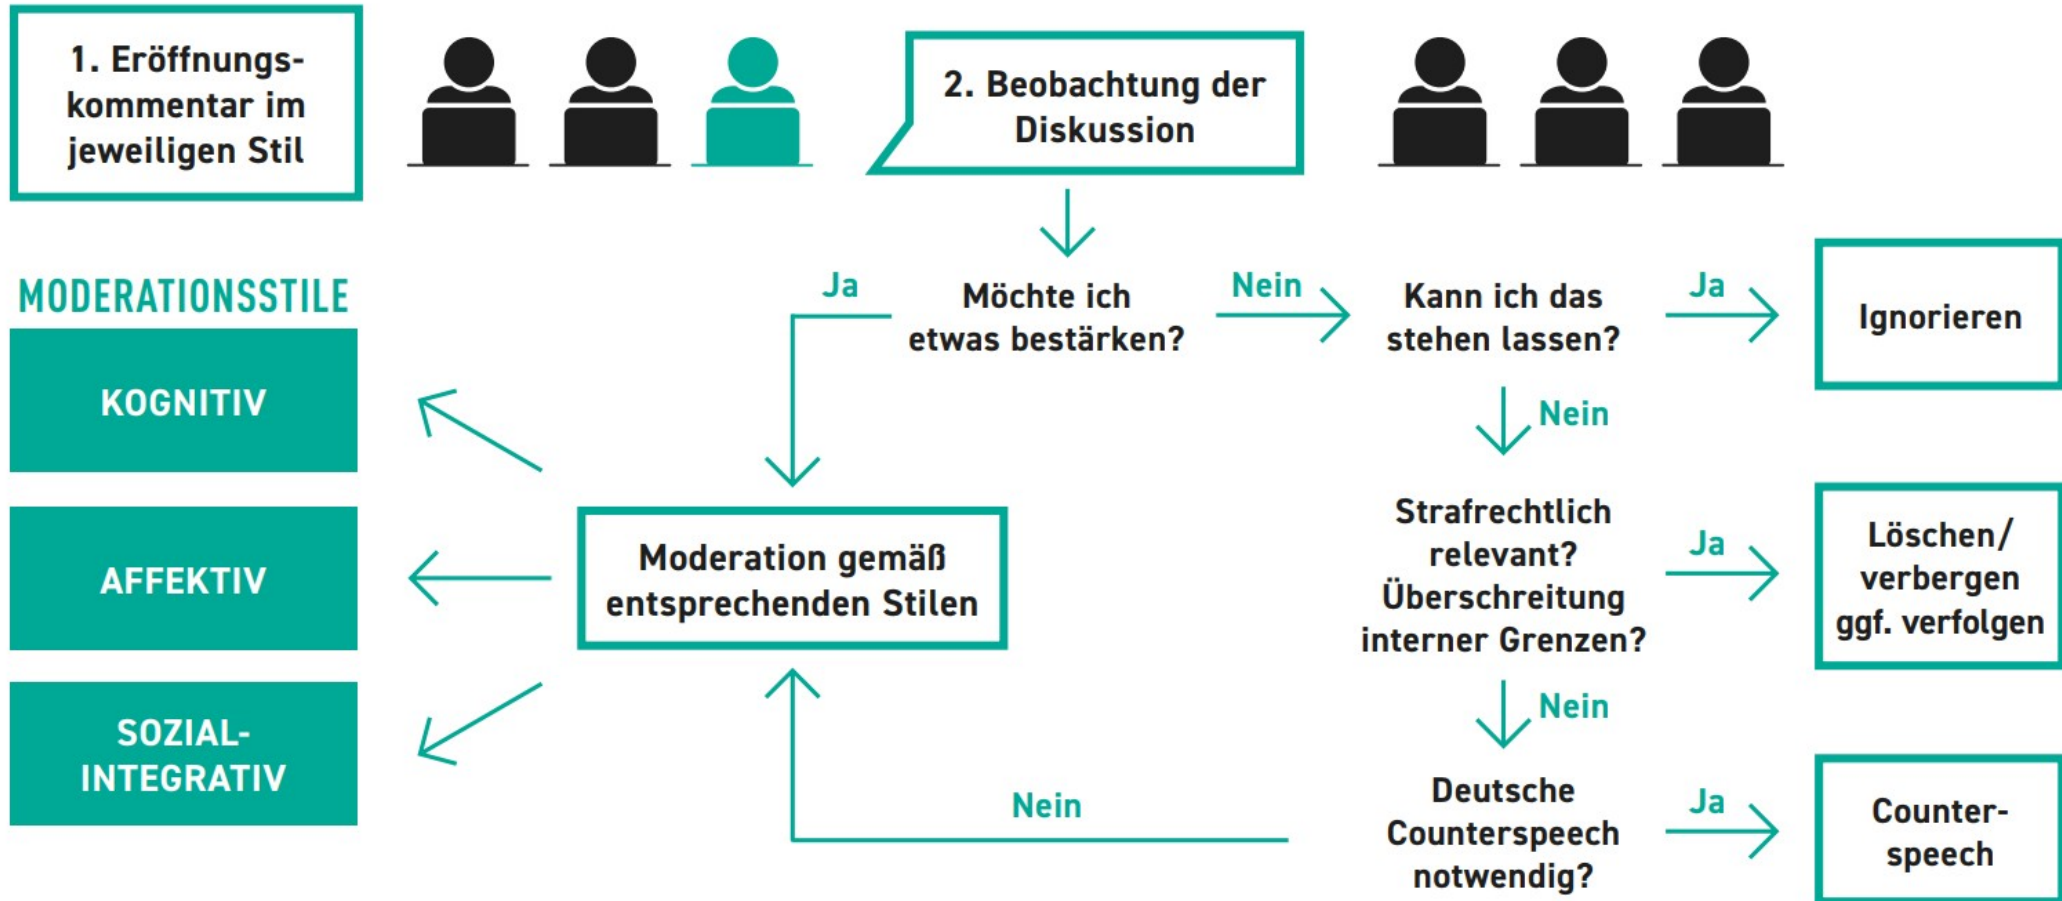 1. Eröffnungs-
kommentar im
jeweiligen Stil
2. Beobachtung der
Diskussion
MODERATIONSSTILE
KOGNITIV
AFFEKTIV
SOZIAL-
INTEGRATIV
Ja
Möchte ich
etwas bestärken?
Nein
Kann ich das
stehen lassen?
Ja
Ignorieren
Nein
Moderation gemäß
entsprechenden Stilen
Strafrechtlich
relevant?
Überschreitung
interner Grenzen?
Ja
Löschen/
verbergen
ggf. verfolgen
Nein
Nein
Deutsche
Counterspeech
notwendig?
Ja
Counter-
speech